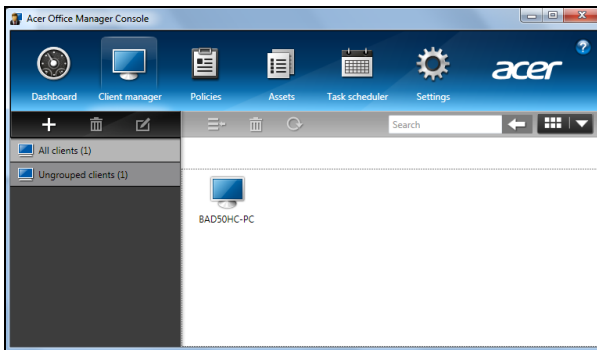 Acer Office Manager Console
?
acer
Dashboard Client manager Policies Assets Task scheduler Settings
Search
All clients (1)
Ungrouped clients (1)
BAD50HC-PC